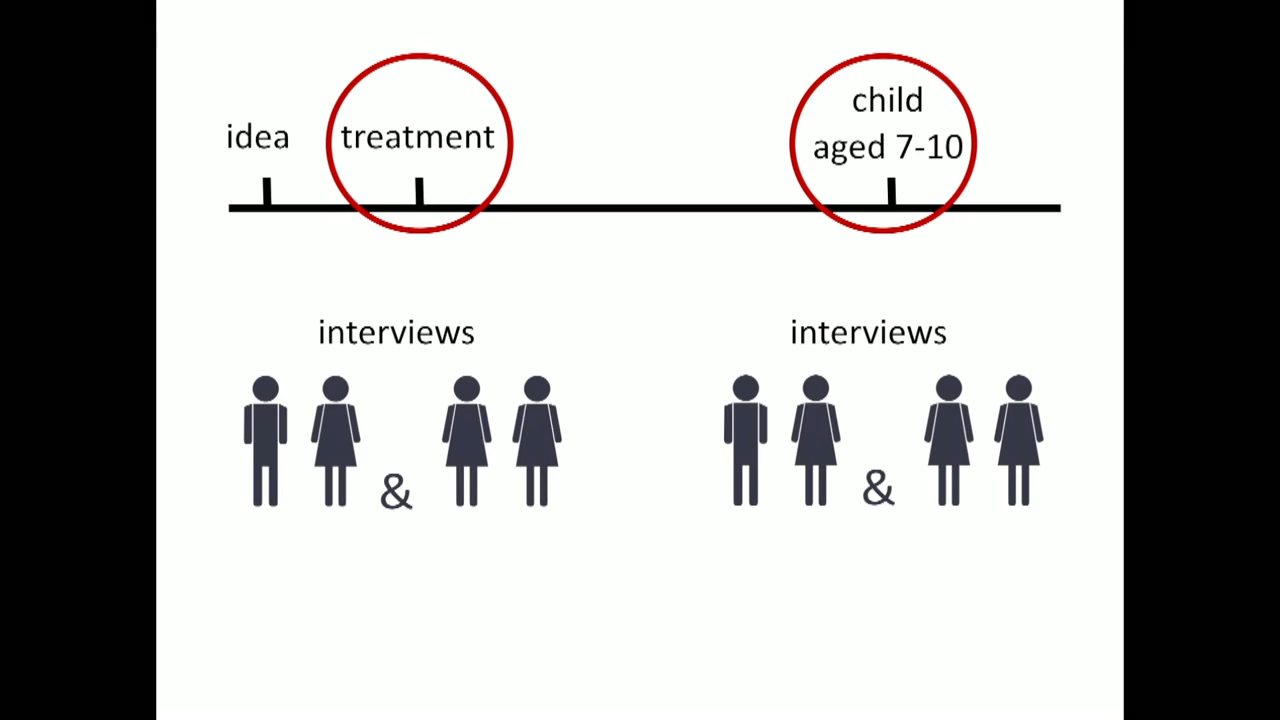 idea
treatment
child
aged 7-10
interviews
interviews
&
&